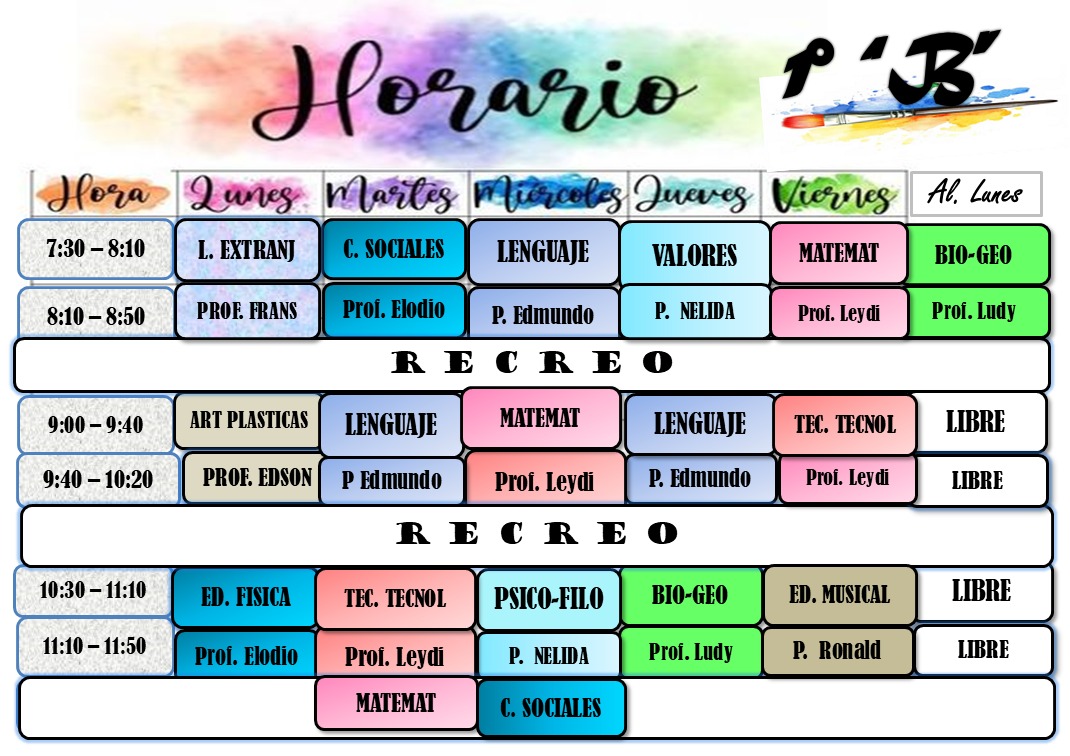 Horario 1° "B"
Hora Lunes Martes Miércoles Jueves Viernes Al. Lunes
7:30 – 8:10 L. EXTRANJ C. SOCIALES LENGUAJE VALORES MATEMAT BIO-GEO
8:10 – 8:50 PROF. FRANS Prof. Elodio P. Edmundo P. NELIDA Prof. Leydi Prof. Ludy
R E C R E O
9:00 – 9:40 ART PLASTICAS LENGUAJE MATEMAT LENGUAJE TEC. TECNOL LIBRE
9:40 – 10:20 PROF. EDSON P Edmundo Prof. Leydi P. Edmundo Prof. Leydi LIBRE
R E C R E O
10:30 – 11:10 ED. FISICA TEC. TECNOL PSICO-FILO BIO-GEO ED. MUSICAL LIBRE
11:10 – 11:50 Prof. Elodio Prof. Leydi P. NELIDA Prof. Ludy P. Ronald LIBRE
MATEMAT C. SOCIALES